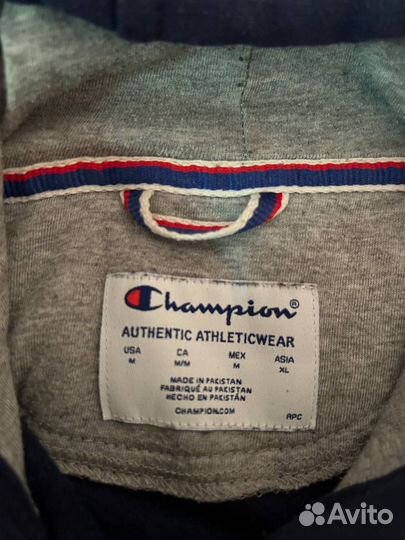 Champion®
AUTHENTIC ATHLETICWEAR
USA CA MEX ASIA
M M/M M XL
MADE IN PAKISTAN
FABRIQUÉ AU PAKISTAN
HECHO EN PAKISTAN
CHAMPION.COM RPC
Avito